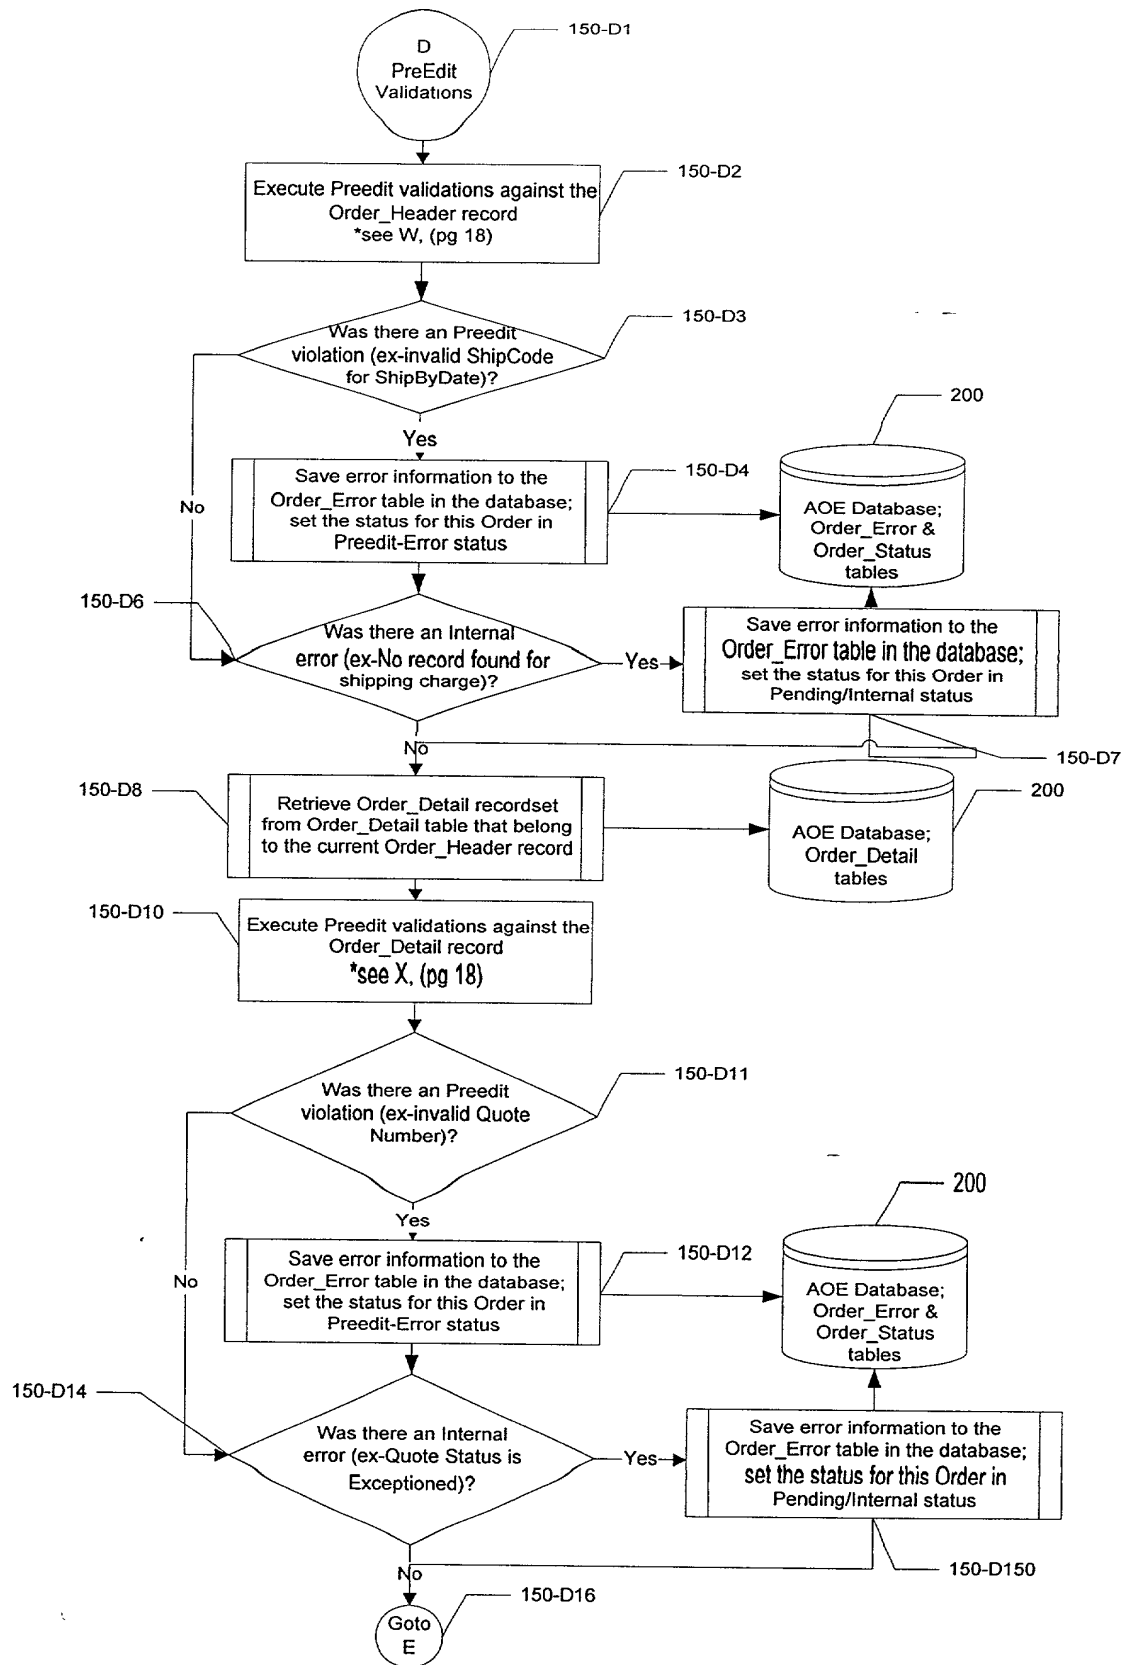 150-D1
D
PreEdit
Validations
150-D2
Execute Preedit validations against the
Order_Header record
*see W, (pg 18)
150-D3
Was there an Preedit
violation (ex-invalid ShipCode
for ShipByDate)?
200
Yes
No
150-D4
Save error information to the
Order_Error table in the database;
set the status for this Order in
Preedit-Error status
AOE Database;
Order_Error &
Order_Status
tables
150-D6
Was there an Internal
error (ex-No record found for
shipping charge)?
Yes
Save error information to the
Order_Error table in the database;
set the status for this Order in
Pending/Internal status
No
150-D7
150-D8
200
Retrieve Order_Detail recordset
from Order_Detail table that belong
to the current Order_Header record
AOE Database;
Order_Detail
tables
150-D10
Execute Preedit validations against the
Order_Detail record
*see X, (pg 18)
150-D11
Was there an Preedit
violation (ex-invalid Quote
Number)?
200
Yes
No
150-D12
Save error information to the
Order_Error table in the database;
set the status for this Order in
Preedit-Error status
AOE Database;
Order_Error &
Order_Status
tables
150-D14
Was there an Internal
error (ex-Quote Status is
Exceptioned)?
Yes
Save error information to the
Order_Error table in the database;
set the status for this Order in
Pending/Internal status
No
150-D150
150-D16
Goto
E